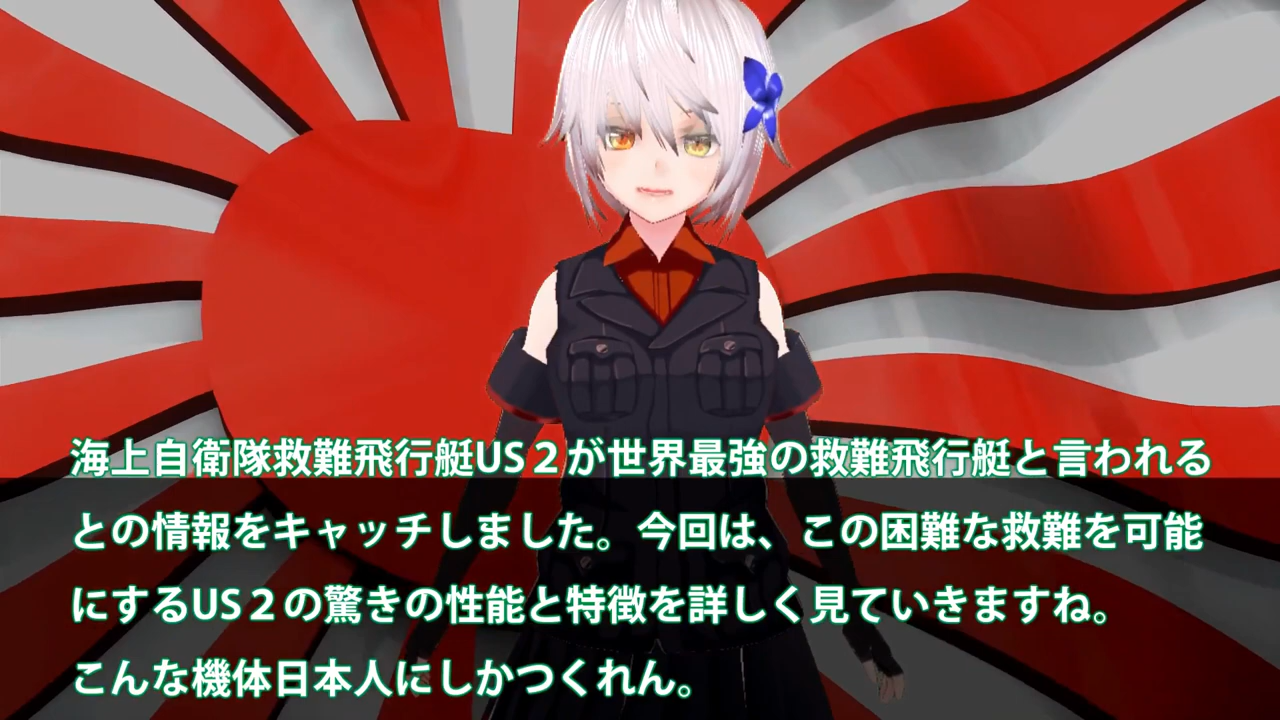 海上自衛隊救難飛行艇US２が世界最強の救難飛行艇と言われる
との情報をキャッチしました。今回は、この困難な救難を可能
にするUS２の驚きの性能と特徴を詳しく見ていきますね。
こんな機体日本人にしかつくれん。